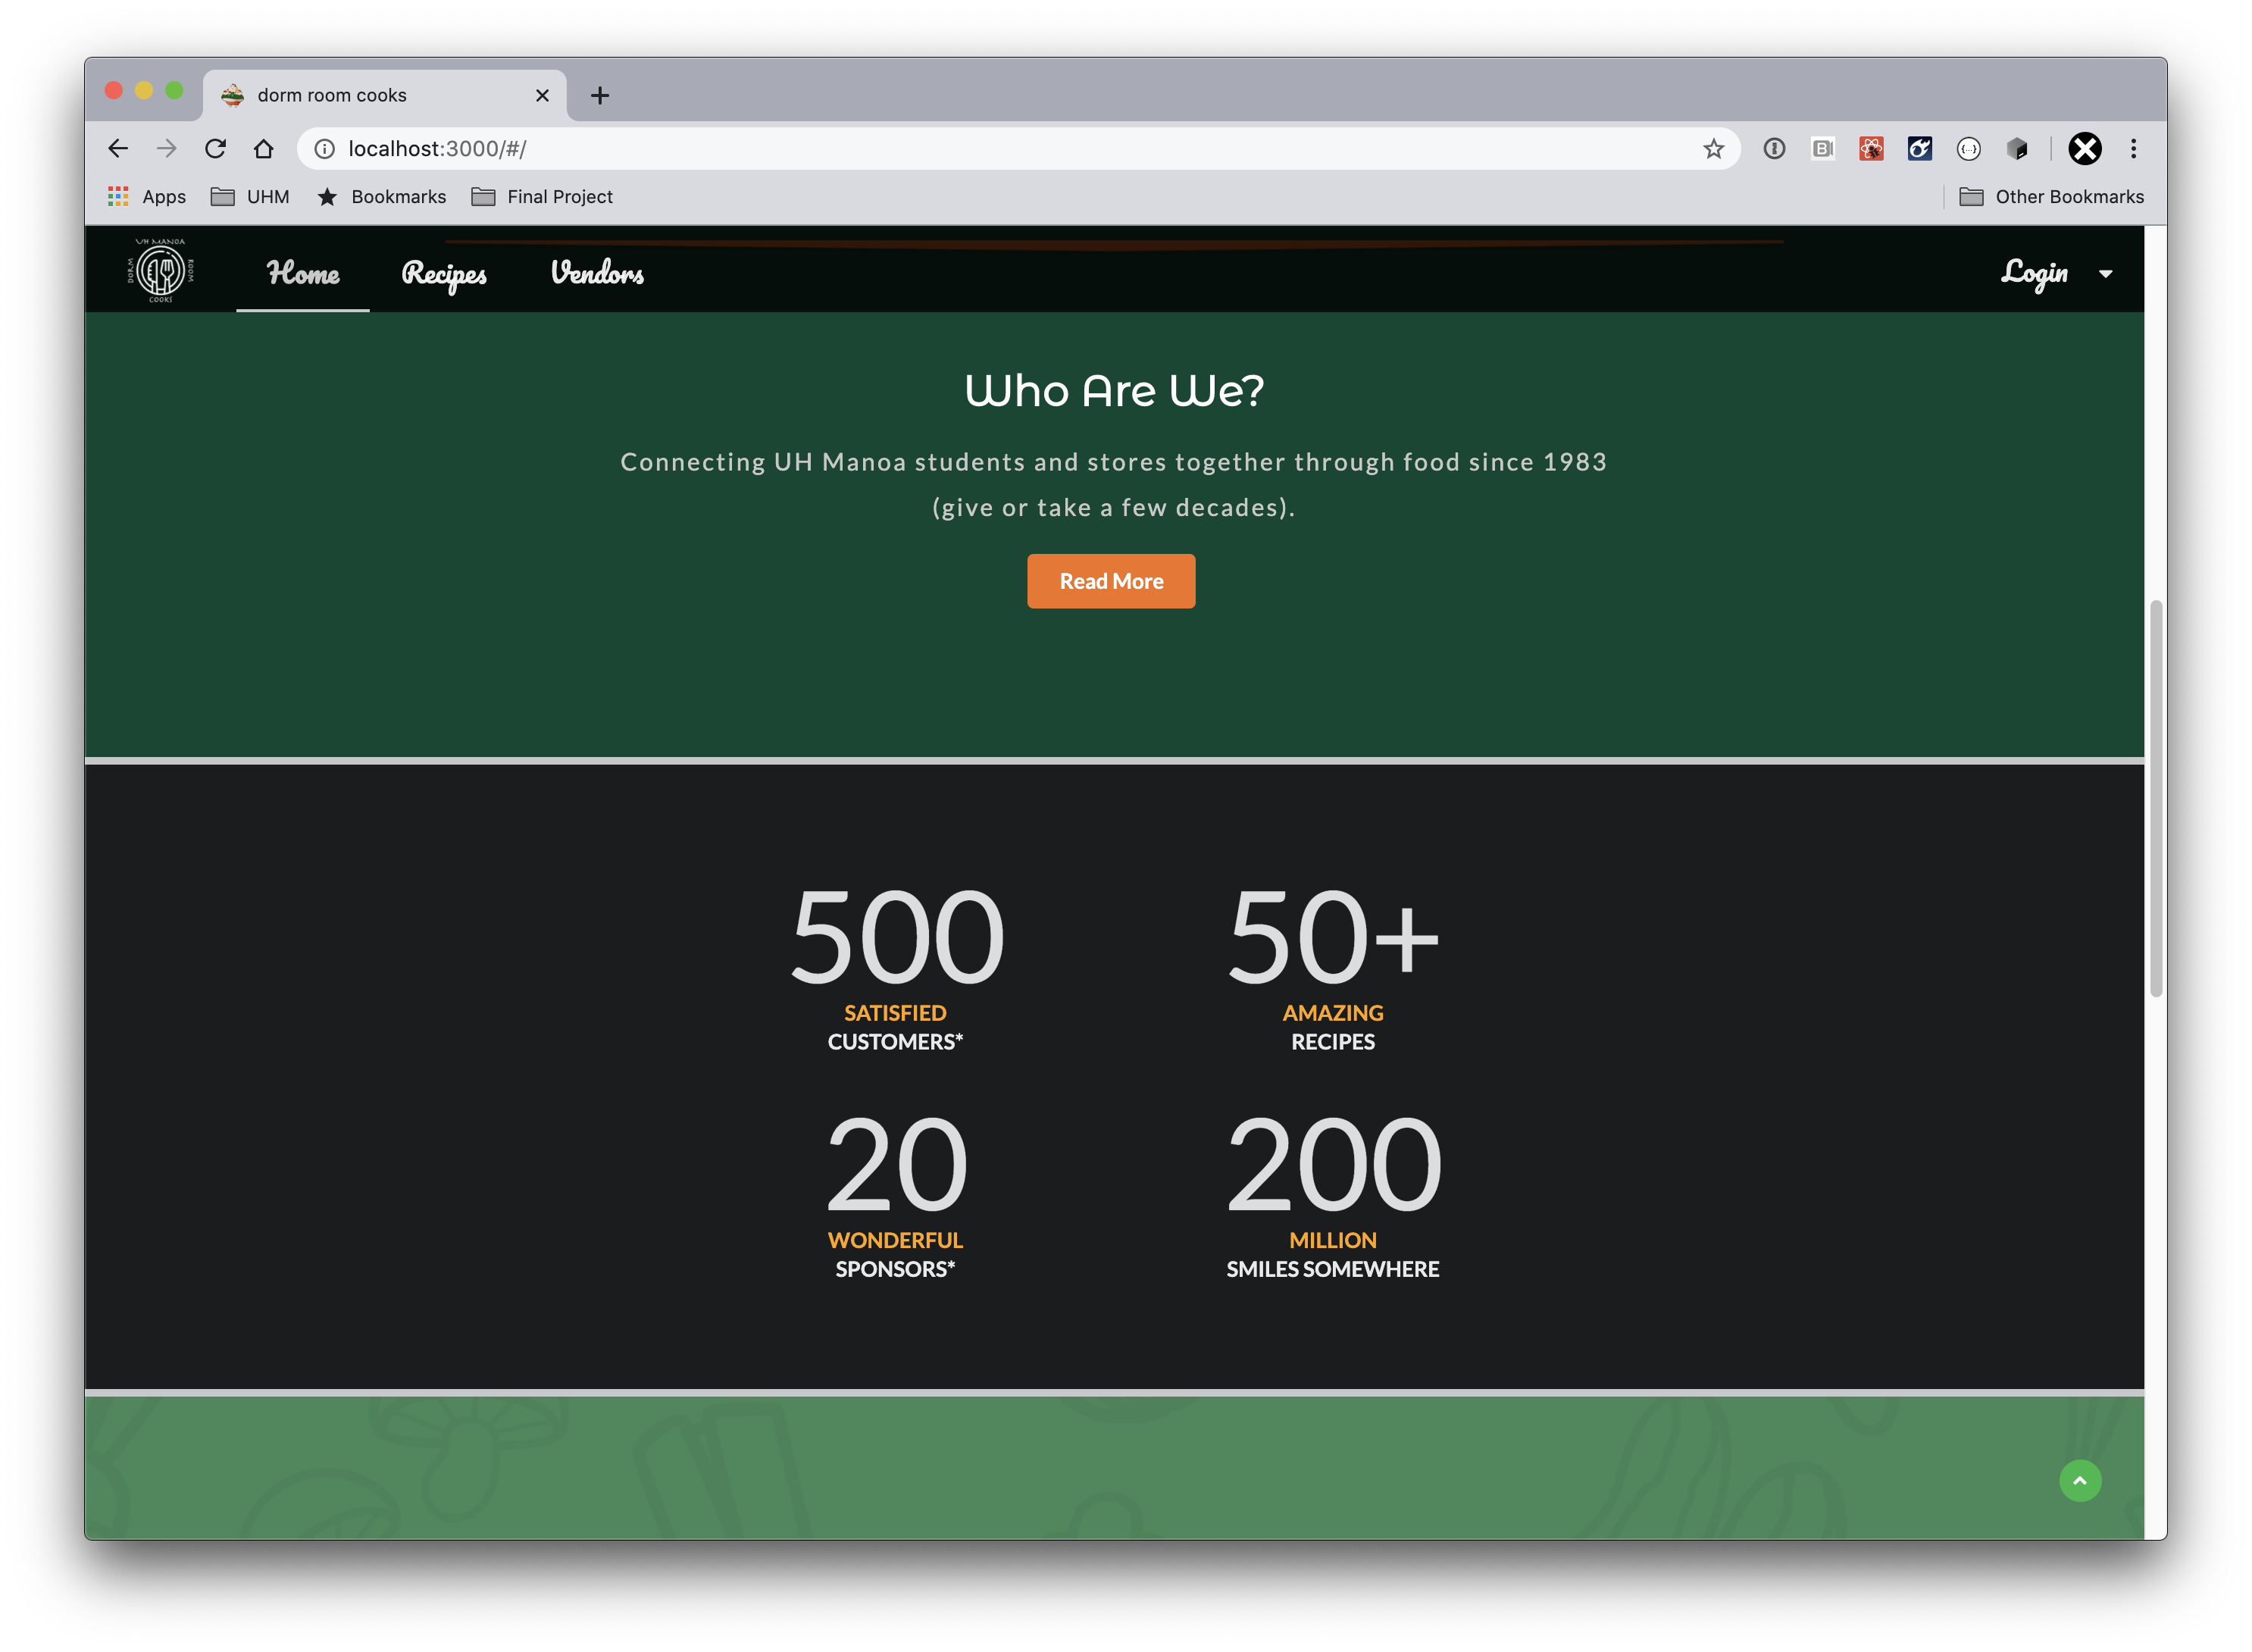 dorm room cooks
localhost:3000/#/
Apps UHM Bookmarks Final Project Other Bookmarks
UH MANOA
DORM ROOM
COOKS
Home Recipes Vendors Login
Who Are We?
Connecting UH Manoa students and stores together through food since 1983
(give or take a few decades).
Read More
500 50+
SATISFIED AMAZING
CUSTOMERS* RECIPES
20 200
WONDERFUL MILLION
SPONSORS* SMILES SOMEWHERE